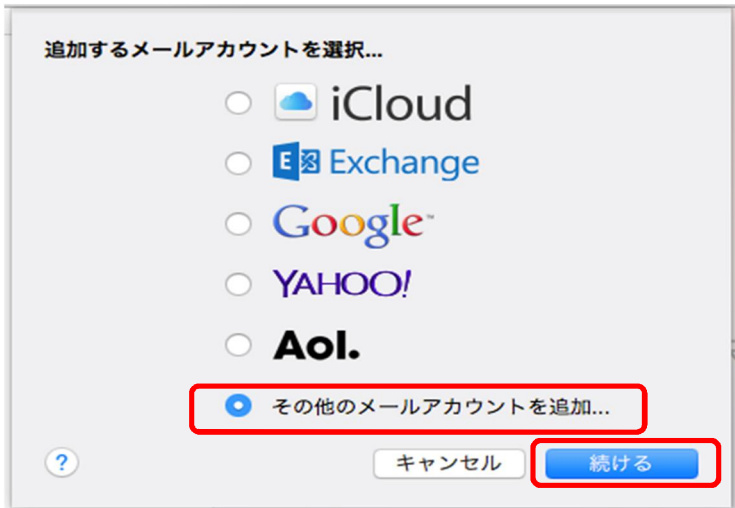 追加するメールアカウントを選択...
iCloud
E Exchange
Google™
YAHOO!
Aol.
その他のメールアカウントを追加...
? キャンセル 続ける